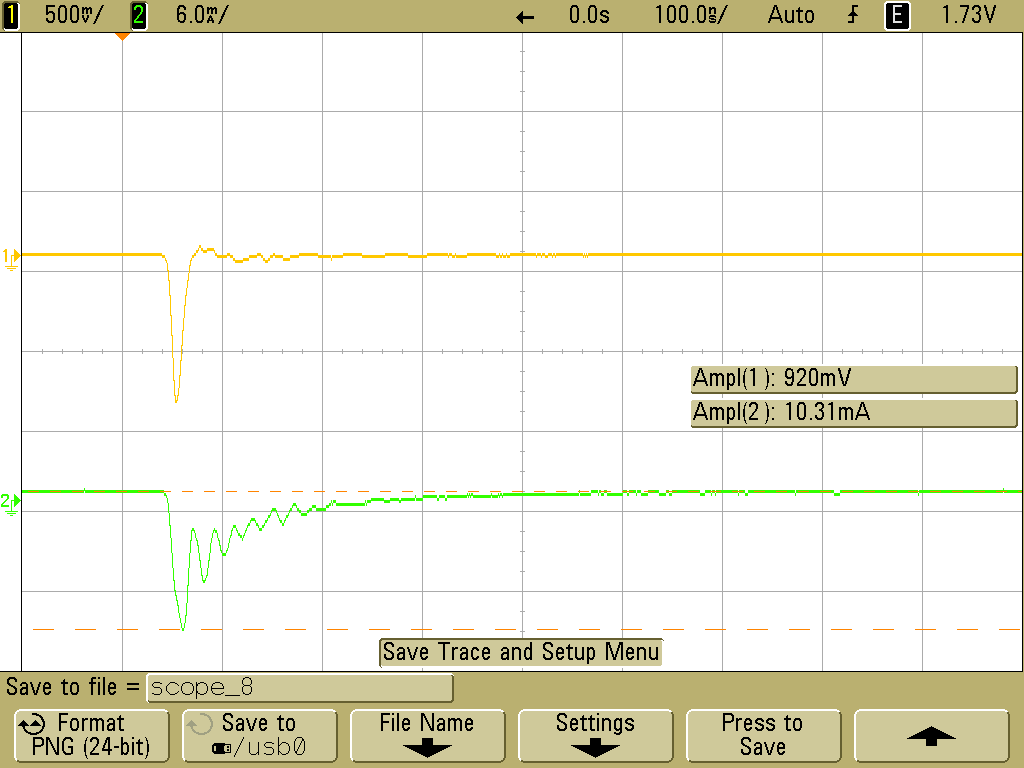 1 500mV/ 2 6.0mA/ 0.0s 100.0ns/ Auto E 1.73V
1
Ampl(1): 920mV
Ampl(2): 10.31mA
2
Save Trace and Setup Menu
Save to file = scope_8
Format Save to File Name Settings Press to
PNG (24-bit) /usb0 Save